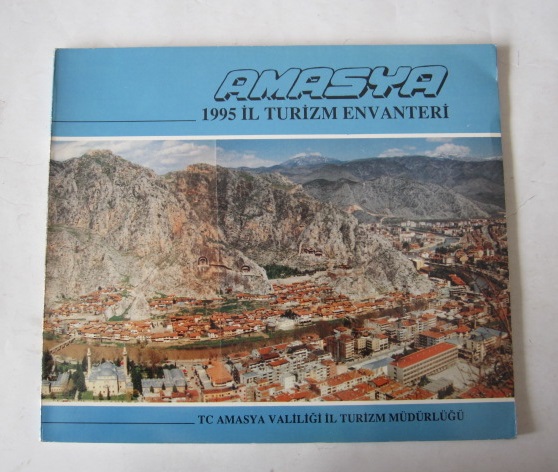 AMASYA
1995 İL TURİZM ENVANTERİ
TC AMASYA VALİLİĞİ İL TURİZM MÜDÜRLÜĞÜ